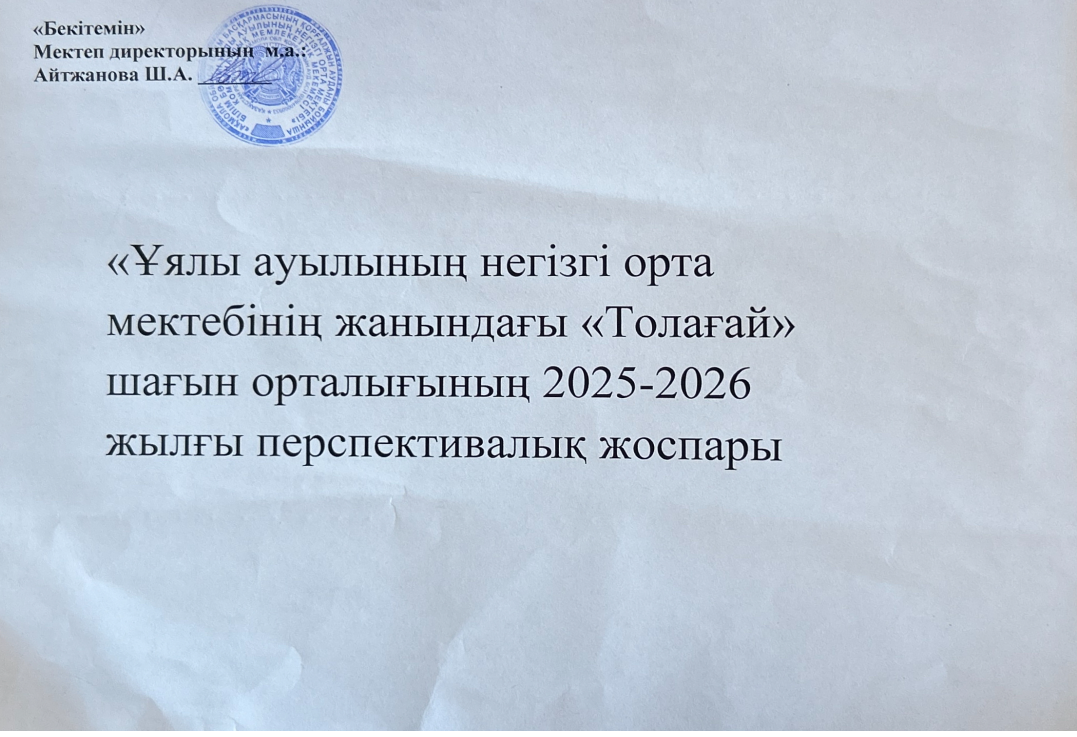 «Бекітемін»
Мектеп директорының м.а.:
Айтжанова Ш.А.
«Ұялы ауылының негізгі орта
мектебінің жанындағы «Толағай»
шағын орталығының 2025-2026
жылғы перспективалық жоспары